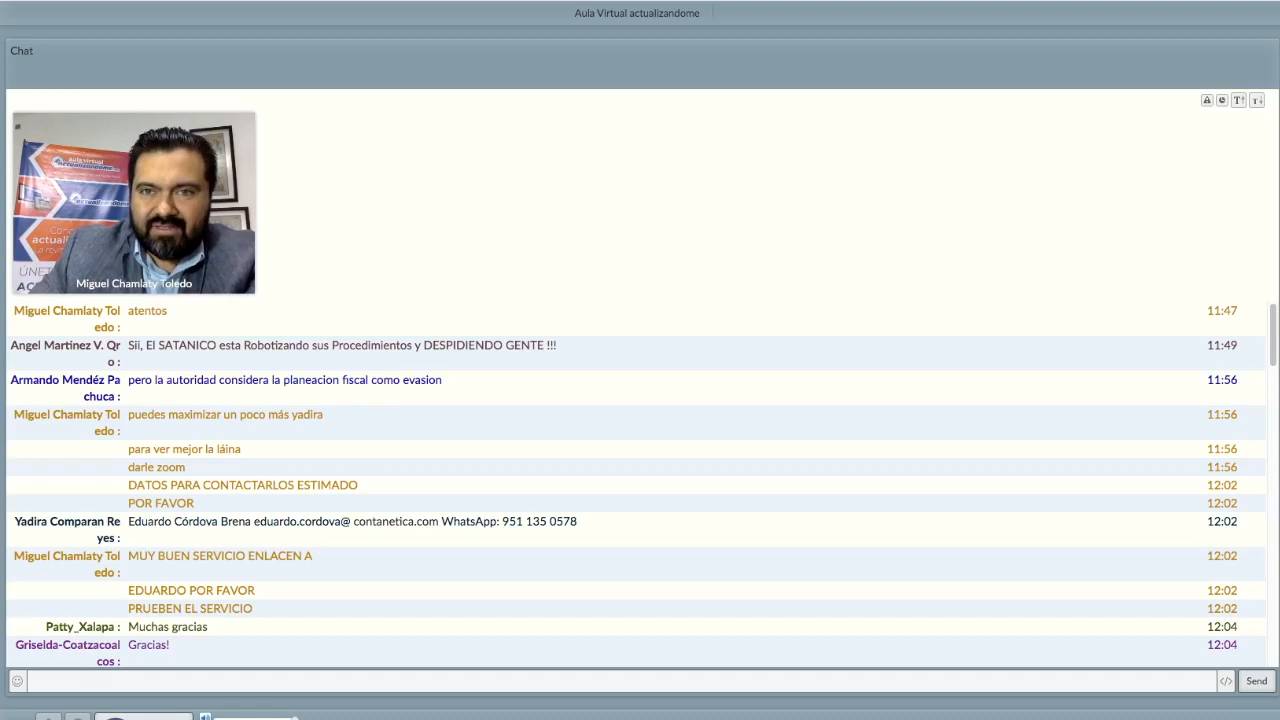 Aula Virtual actualizandome
Chat
aula virtual
actualizandome
Miguel Chamlaty Toledo
Miguel Chamlaty Tol
edo : atentos 11:47
Angel Martinez V. Qr
o : Sii, El SATANICO esta Robotizando sus Procedimientos y DESPIDIENDO GENTE !!! 11:49
Armando Mendéz Pa
chuca : pero la autoridad considera la planeacion fiscal como evasion 11:56
Miguel Chamlaty Tol
edo : puedes maximizar un poco más yadira 11:56
para ver mejor la láina 11:56
darle zoom 11:56
DATOS PARA CONTACTARLOS ESTIMADO 12:02
POR FAVOR 12:02
Yadira Comparan Re
yes : Eduardo Córdova Brena eduardo.cordova@ contanetica.com WhatsApp: 951 135 0578 12:02
Miguel Chamlaty Tol
edo : MUY BUEN SERVICIO ENLACEN A 12:02
EDUARDO POR FAVOR 12:02
PRUEBEN EL SERVICIO 12:02
Patty_Xalapa : Muchas gracias 12:04
Griselda-Coatzacoal
cos : Gracias! 12:04
Send